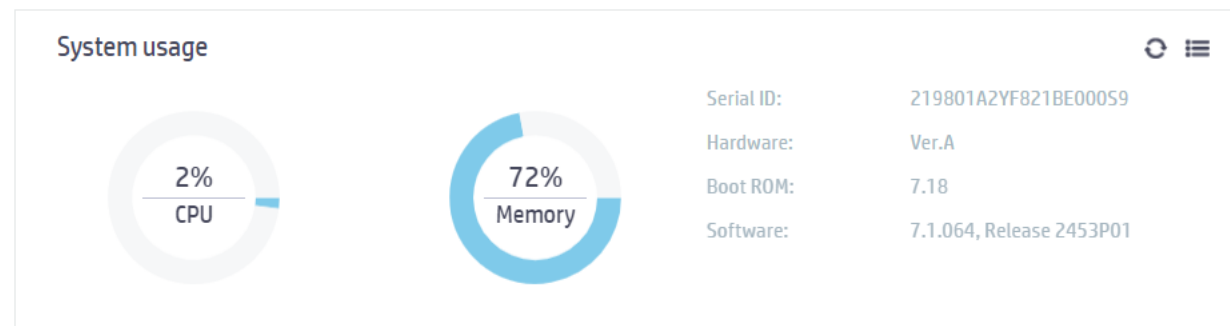 System usage
2%
CPU
72%
Memory
Serial ID: 219801A2YF821BE000S9
Hardware: Ver.A
Boot ROM: 7.18
Software: 7.1.064, Release 2453P01